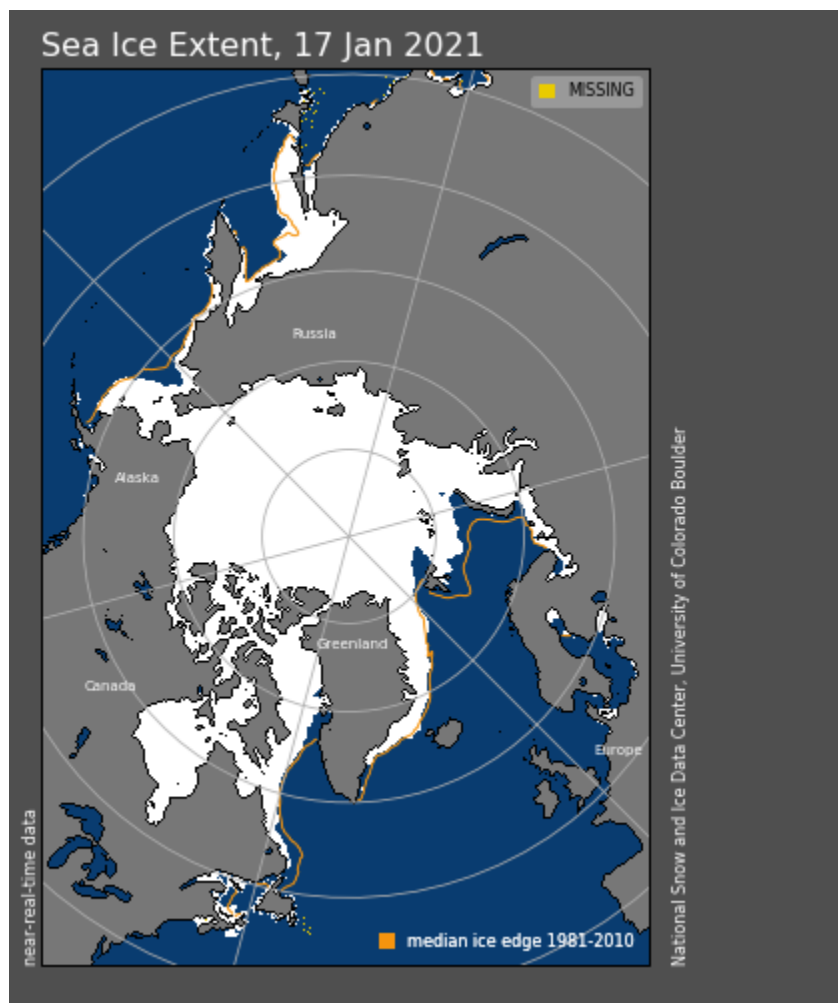 Sea Ice Extent, 17 Jan 2021
MISSING
Russia
Alaska
Greenland
Canada
Europe
median ice edge 1981-2010
near-real-time data
National Snow and Ice Data Center, University of Colorado Boulder